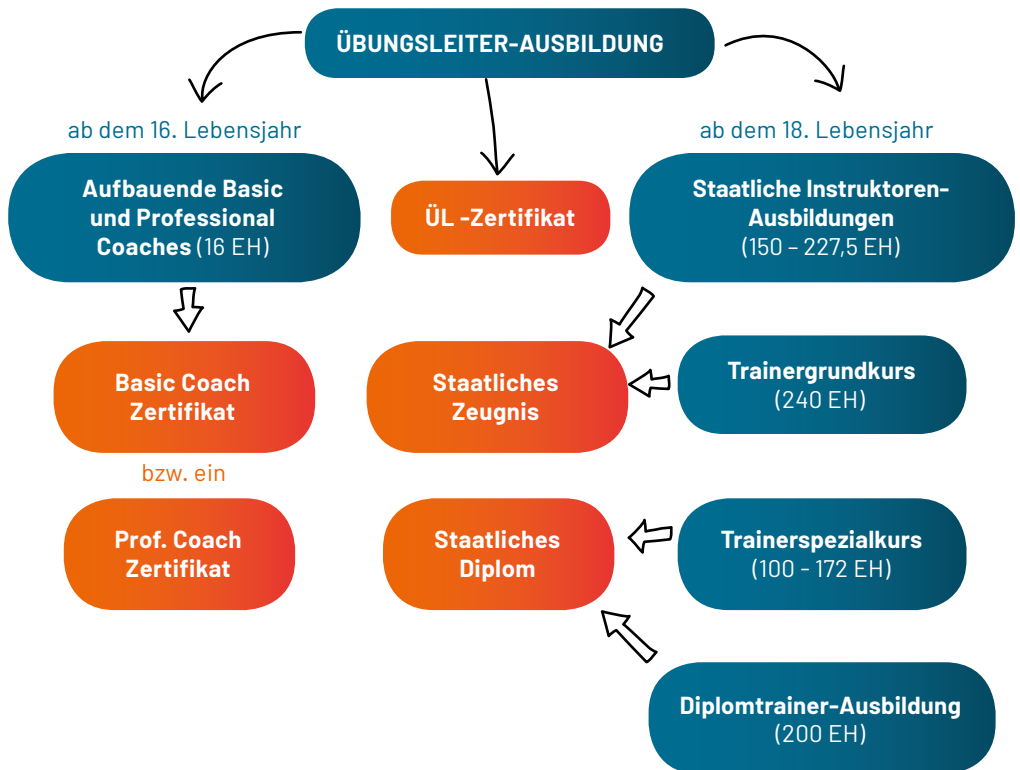 ÜBUNGSLEITER-AUSBILDUNG
ab dem 16. Lebensjahr
Aufbauende Basic
und Professional
Coaches (16 EH)
ÜL -Zertifikat
ab dem 18. Lebensjahr
Staatliche Instruktoren-
Ausbildungen
(150 – 227,5 EH)
Basic Coach
Zertifikat
bzw. ein
Prof. Coach
Zertifikat
Staatliches
Zeugnis
Trainergrundkurs
(240 EH)
Staatliches
Diplom
Trainerspezialkurs
(100 - 172 EH)
Diplomtrainer-Ausbildung
(200 EH)